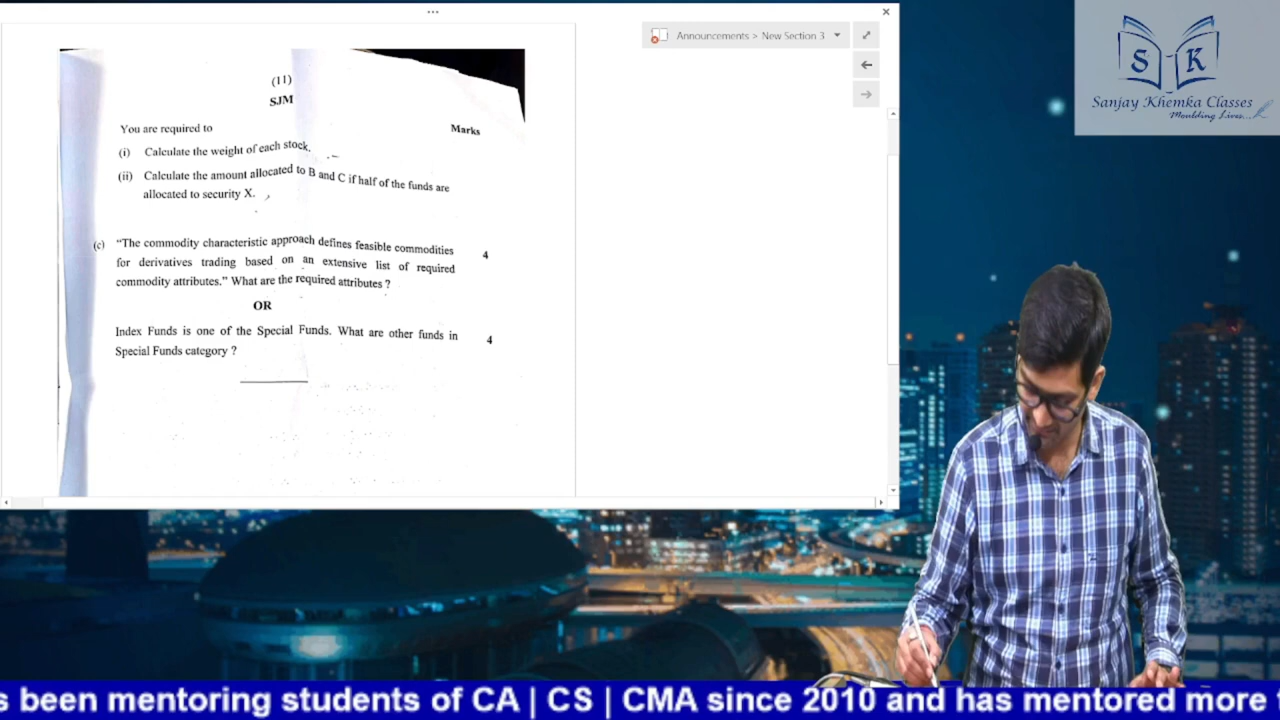 Announcements > New Section 3
S K
Sanjay Khemka Classes
Moulding Lives...
(11)
SJM
You are required to
Marks
(i) Calculate the weight of each stock.
(ii) Calculate the amount allocated to B and C if half of the funds are
allocated to security X.
(c) “The commodity characteristic approach defines feasible commodities
4
for derivatives trading based on an extensive list of required
commodity attributes.” What are the required attributes ?
OR
Index Funds is one of the Special Funds. What are other funds in
4
Special Funds category ?
s been mentoring students of CA | CS | CMA since 2010 and has mentored more